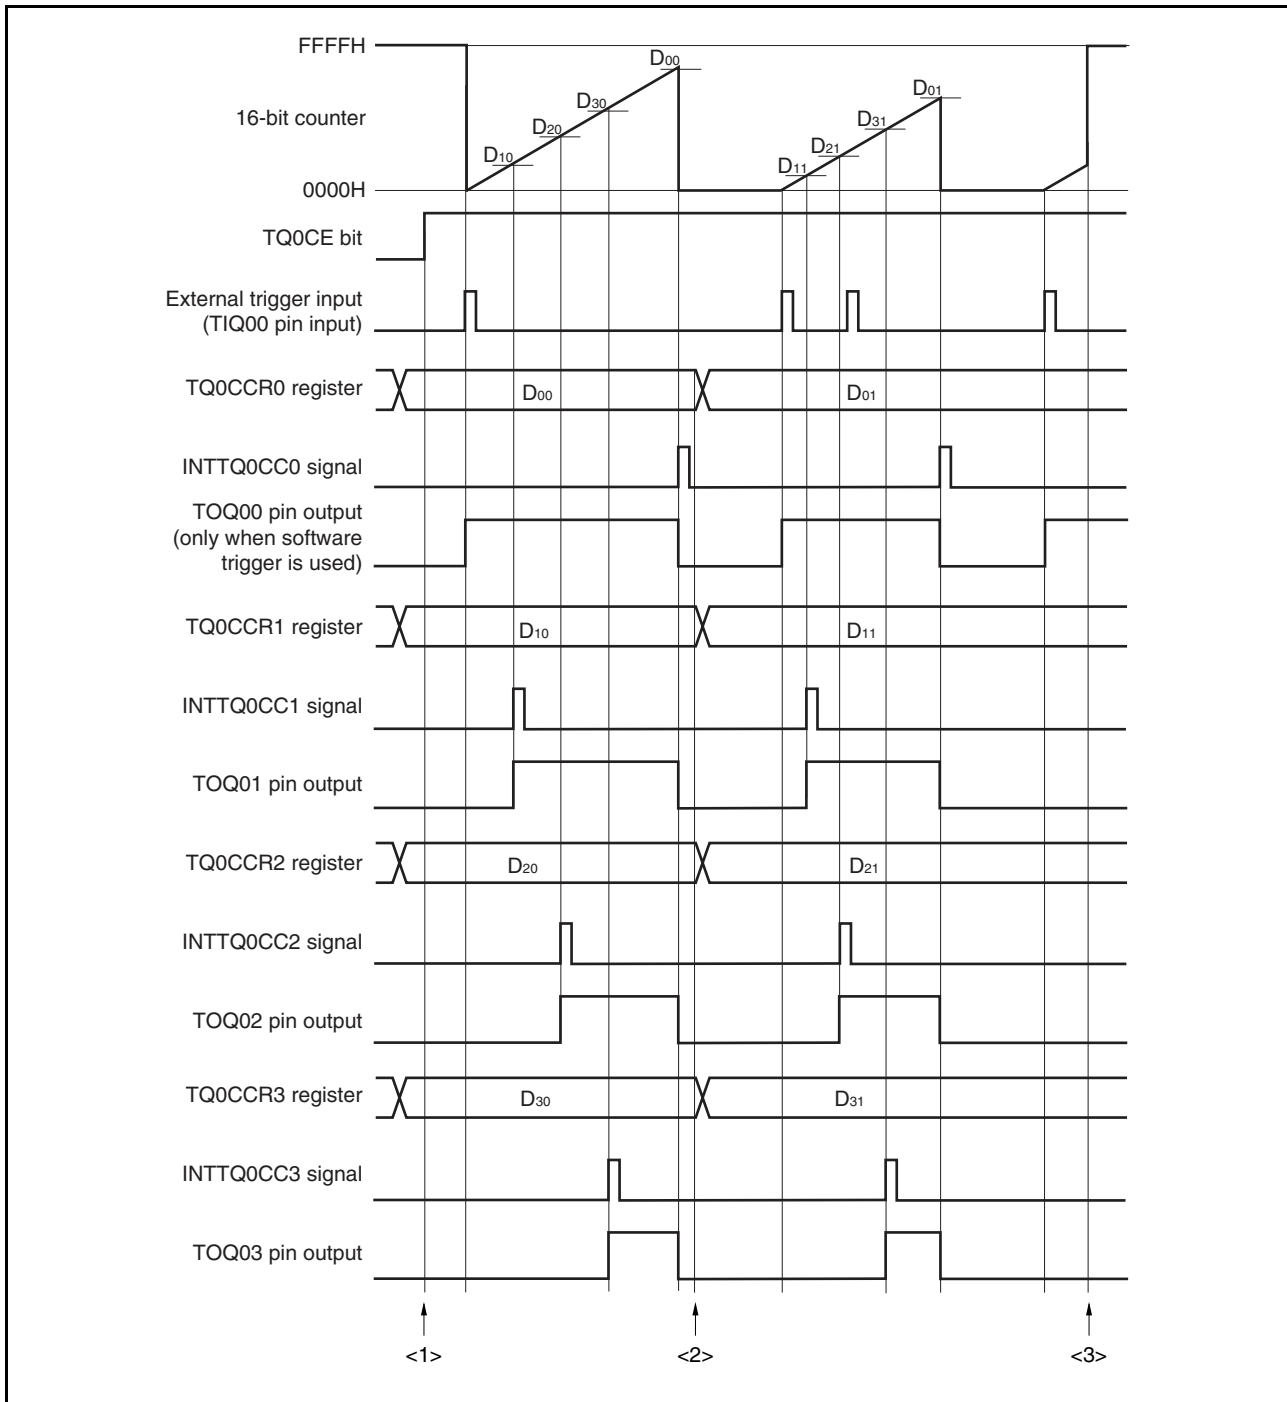 FFFFH
D00
D01
D30
16-bit counter
D31
D20
D21
D10
D11
0000H
TQ0CE bit
External trigger input
(TIQ00 pin input)
TQ0CCR0 register
D00
D01
INTTQ0CC0 signal
TOQ00 pin output
(only when software
trigger is used)
TQ0CCR1 register
D10
D11
INTTQ0CC1 signal
TOQ01 pin output
TQ0CCR2 register
D20
D21
INTTQ0CC2 signal
TOQ02 pin output
TQ0CCR3 register
D30
D31
INTTQ0CC3 signal
TOQ03 pin output
<1>
<2>
<3>